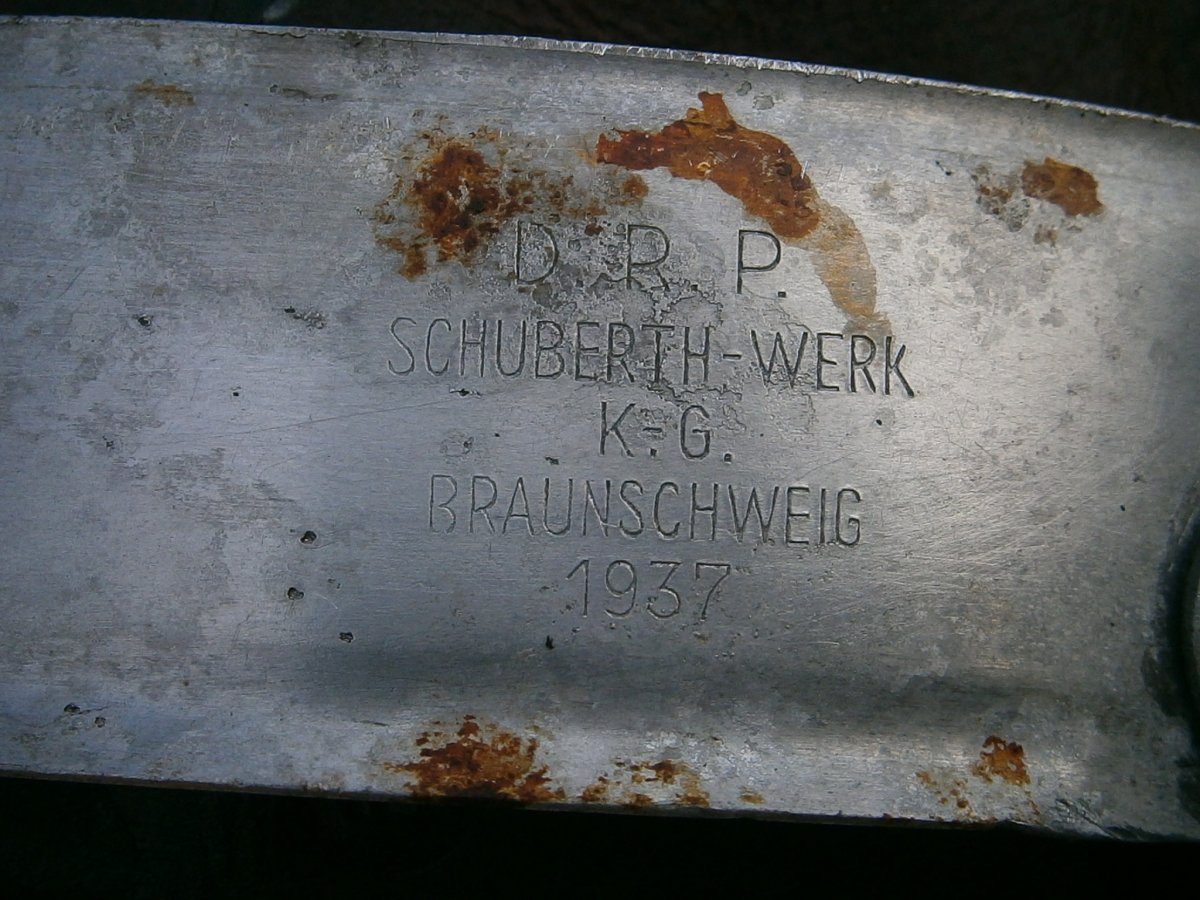 D. R. P.
SCHUBERTH-WERK
K.-G.
BRAUNSCHWEIG
1937